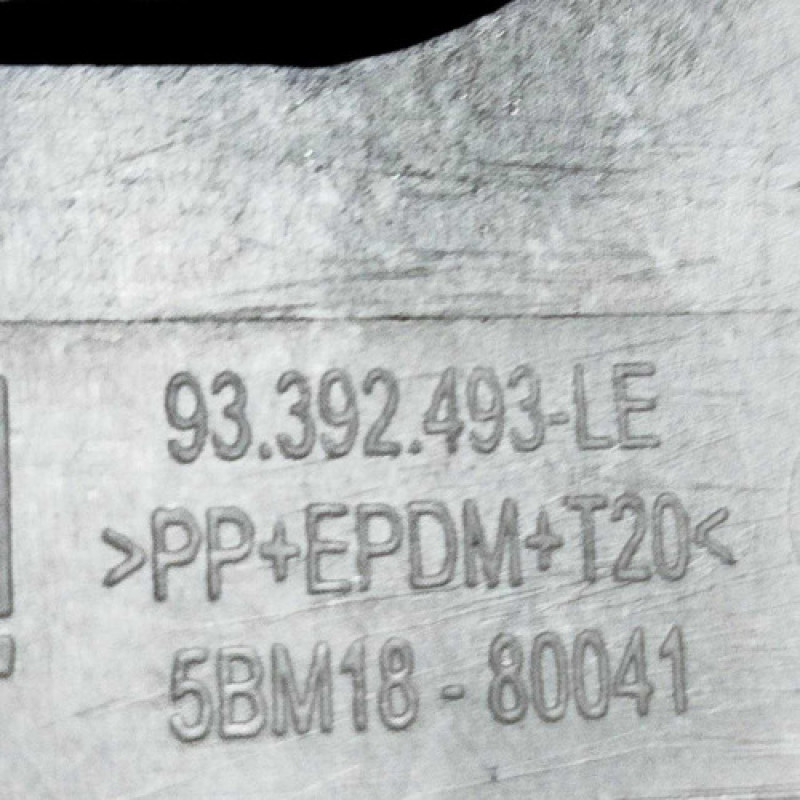 93.392.493-LE
>PP+EPDM+T20<
5BM18 - 80041